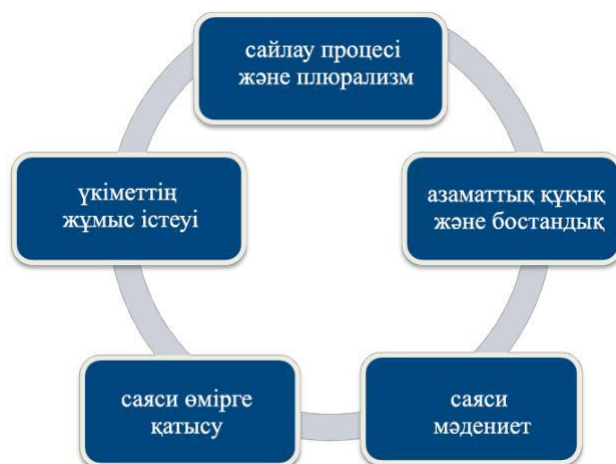 сайлау процесі
және плюрализм
үкіметтің
жұмыс істеуі
азаматтық құқық
және бостандық
саяси өмірге
қатысу
саяси
мәдениет